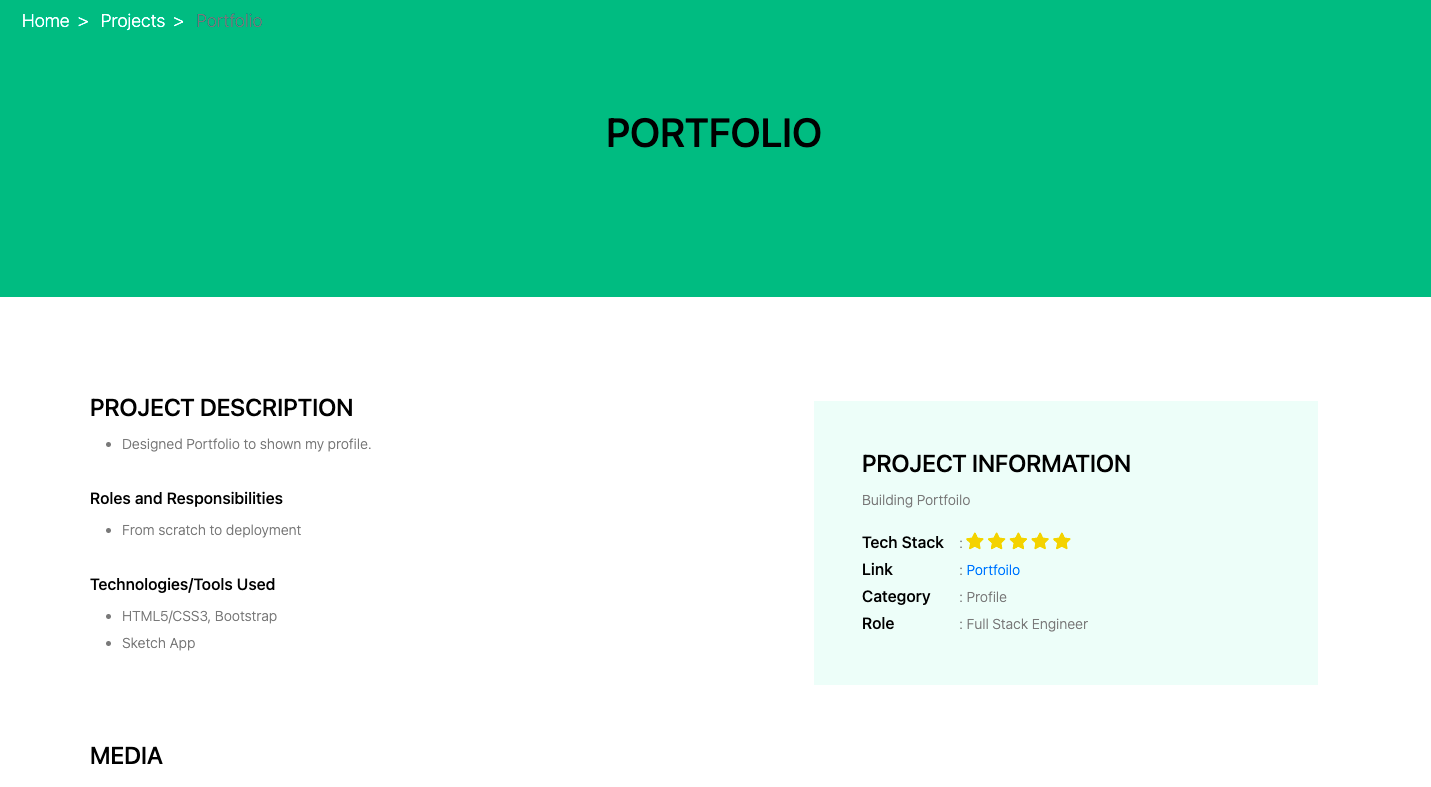 Home > Projects > Portfolio
PORTFOLIO
PROJECT DESCRIPTION
Designed Portfolio to shown my profile.
Roles and Responsibilities
From scratch to deployment
Technologies/Tools Used
HTML5/CSS3, Bootstrap
Sketch App
PROJECT INFORMATION
Building Portfoilo
Tech Stack :
Link : Portfoilo
Category : Profile
Role : Full Stack Engineer
MEDIA